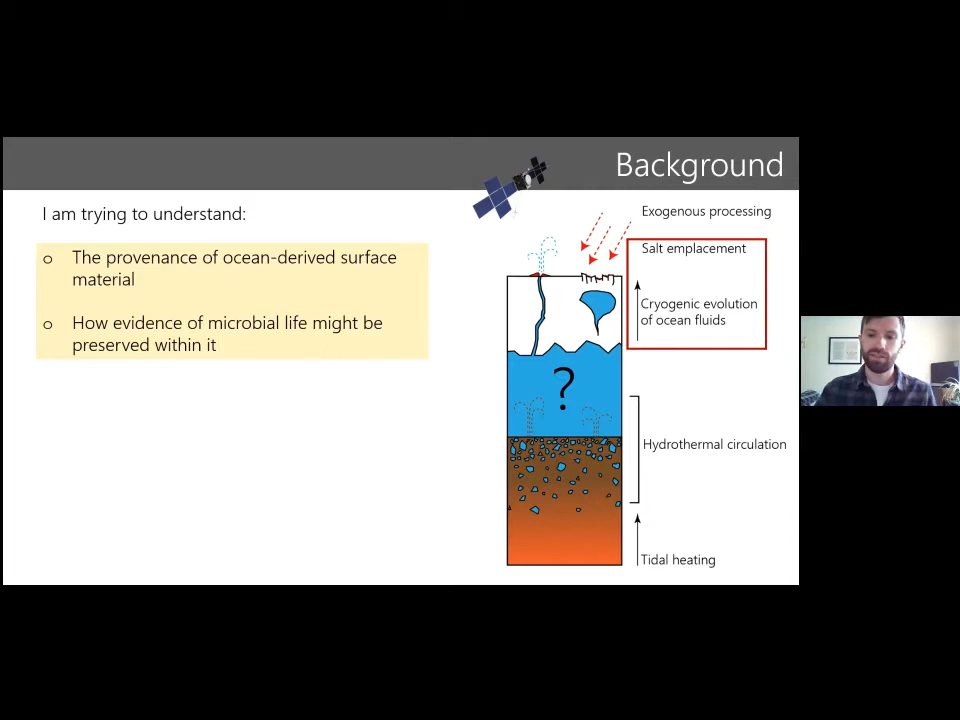 Background
I am trying to understand:
o The provenance of ocean-derived surface
material
o How evidence of microbial life might be
preserved within it
Exogenous processing
Salt emplacement
Cryogenic evolution
of ocean fluids
?
Hydrothermal circulation
Tidal heating